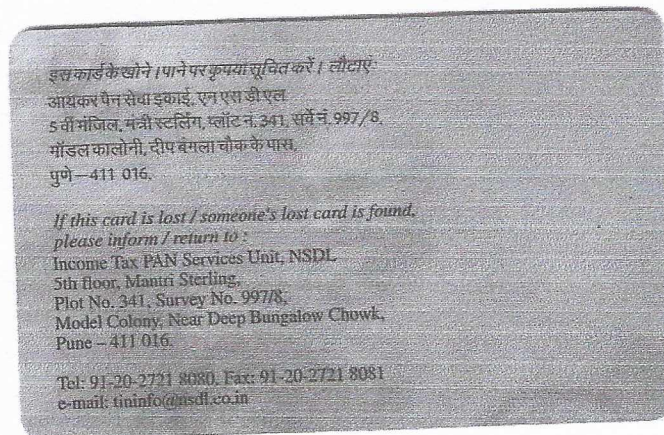 इस कार्ड के खोने / पाने पर कृपया सूचित करें / लौटाएं :
आयकर पैन सेवा इकाई, एन एस डी एल
5 वीं मंजिल, मंत्री स्टर्लिंग, प्लॉट नं. 341, सर्वे नं. 997/8,
मॉडल कालोनी, दीप बंगला चौक के पास,
पुणे – 411 016.
If this card is lost / someone's lost card is found,
please inform / return to :
Income Tax PAN Services Unit, NSDL
5th floor, Mantri Sterling,
Plot No. 341, Survey No. 997/8,
Model Colony, Near Deep Bungalow Chowk,
Pune – 411 016.
Tel: 91-20-2721 8080, Fax: 91-20-2721 8081
e-mail: tininfo@nsdl.co.in